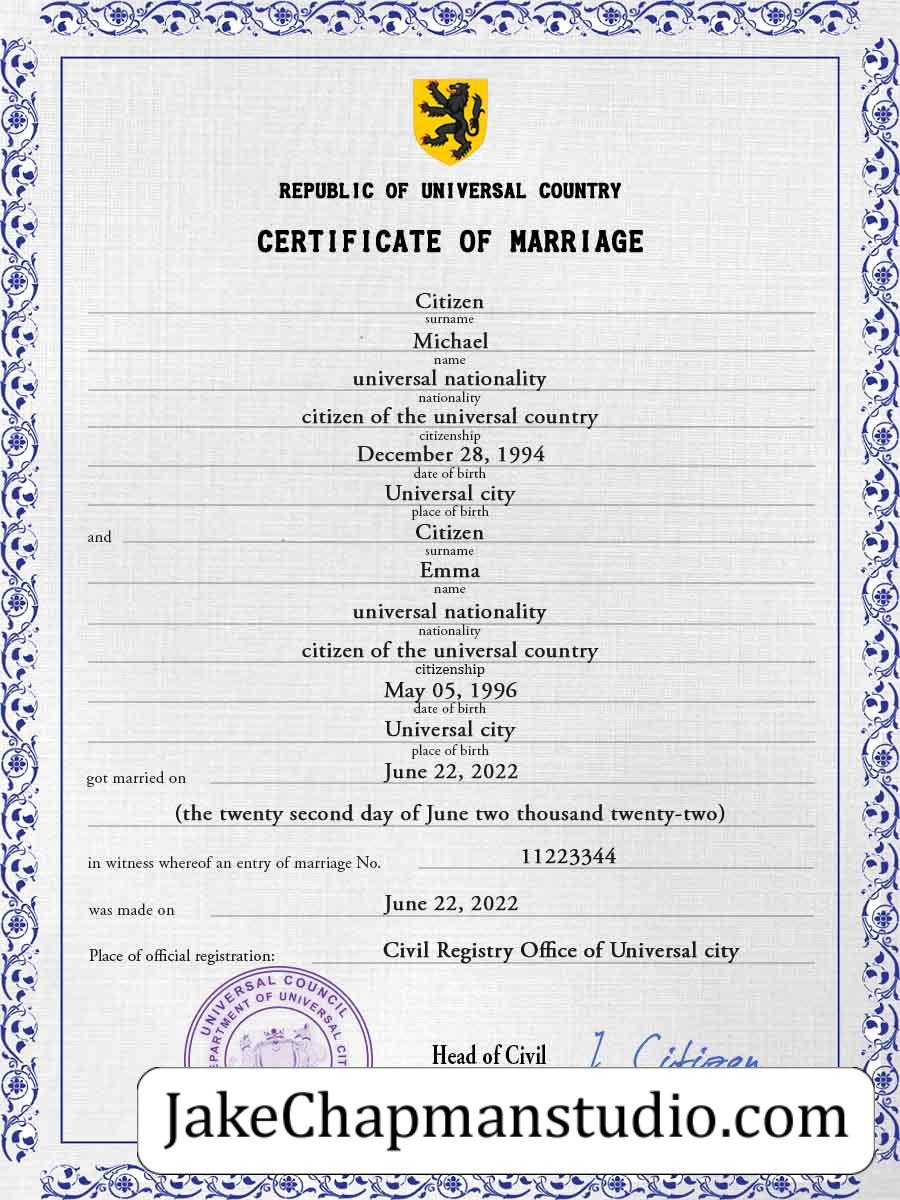 REPUBLIC OF UNIVERSAL COUNTRY
CERTIFICATE OF MARRIAGE
Citizen
surname
Michael
name
universal nationality
nationality
citizen of the universal country
citizenship
December 28, 1994
date of birth
Universal city
place of birth
and Citizen
surname
Emma
name
universal nationality
nationality
citizen of the universal country
citizenship
May 05, 1996
date of birth
Universal city
place of birth
got married on June 22, 2022
(the twenty second day of June two thousand twenty-two)
in witness whereof an entry of marriage No. 11223344
was made on June 22, 2022
Place of official registration: Civil Registry Office of Universal city
UNIVERSAL COUNCIL
EPARTMENT OF UNIVERSAL CIT
Head of Civil
Citizen
JakeChapmanstudio.com